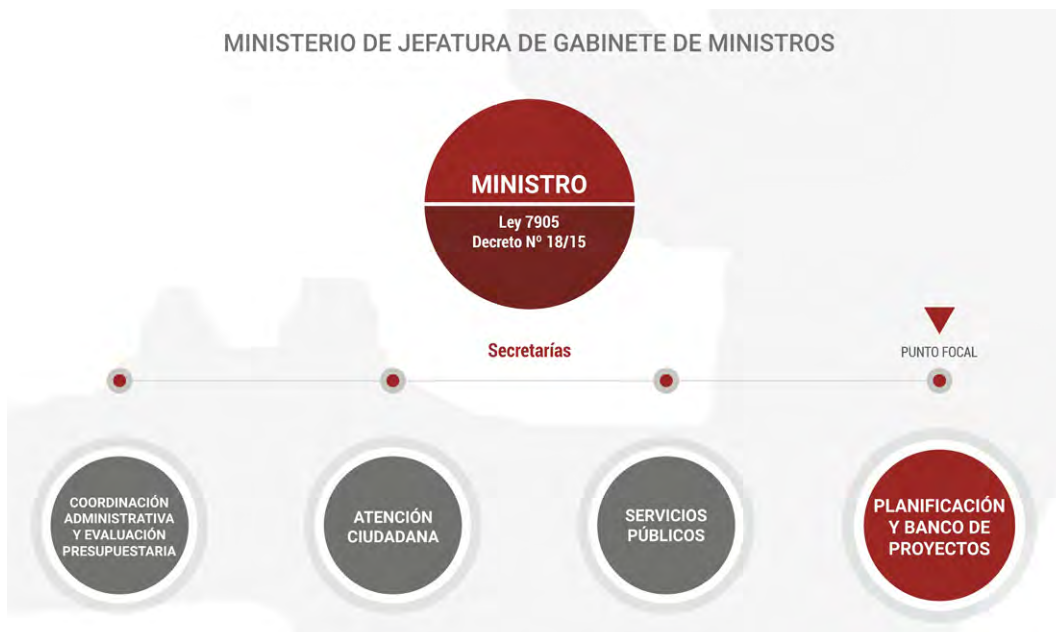 MINISTERIO DE JEFATURA DE GABINETE DE MINISTROS
MINISTRO
Ley 7905
Decreto Nº 18/15
Secretarías
PUNTO FOCAL
COORDINACIÓN
ADMINISTRATIVA
Y EVALUACIÓN
PRESUPUESTARIA
ATENCIÓN
CIUDADANA
SERVICIOS
PÚBLICOS
PLANIFICACIÓN
Y BANCO DE
PROYECTOS